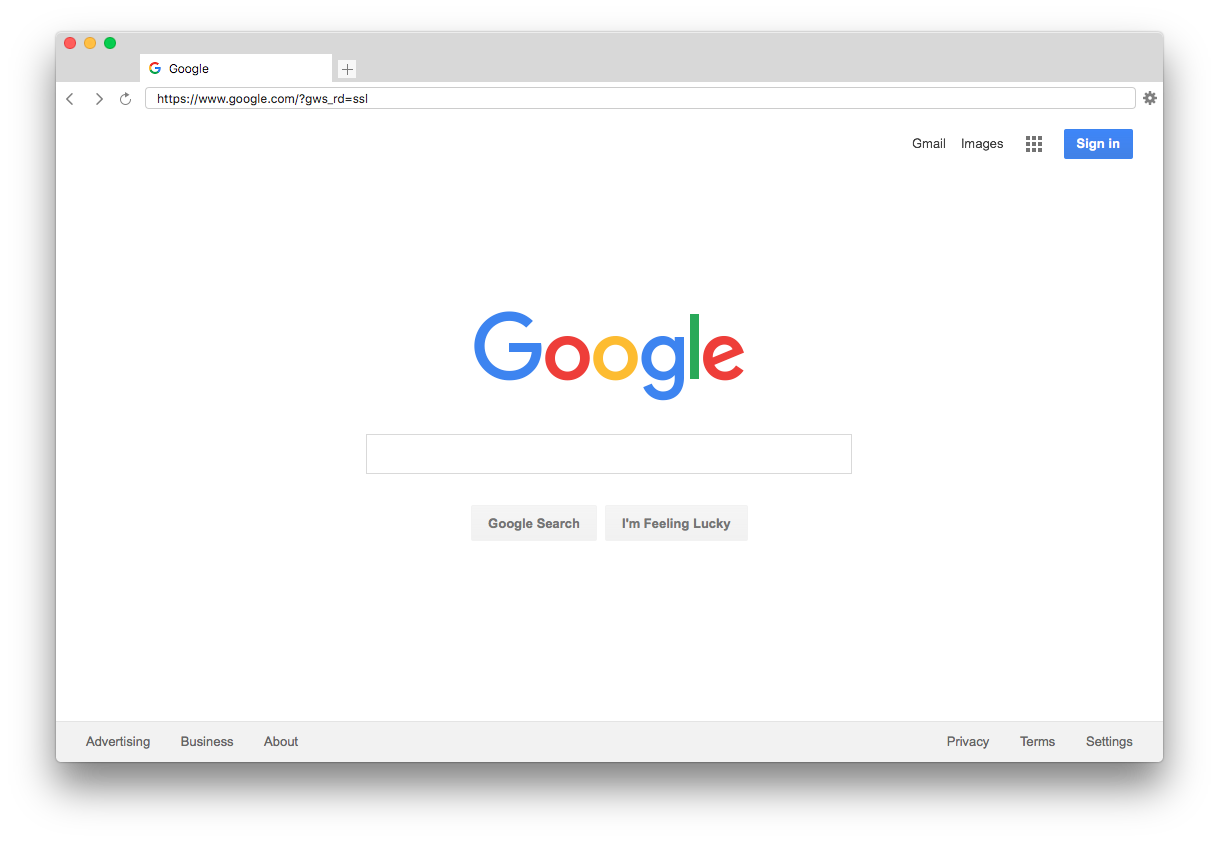 Google
https://www.google.com/?gws_rd=ssl
Gmail Images Sign in
Google
Google Search I'm Feeling Lucky
Advertising Business About Privacy Terms Settings